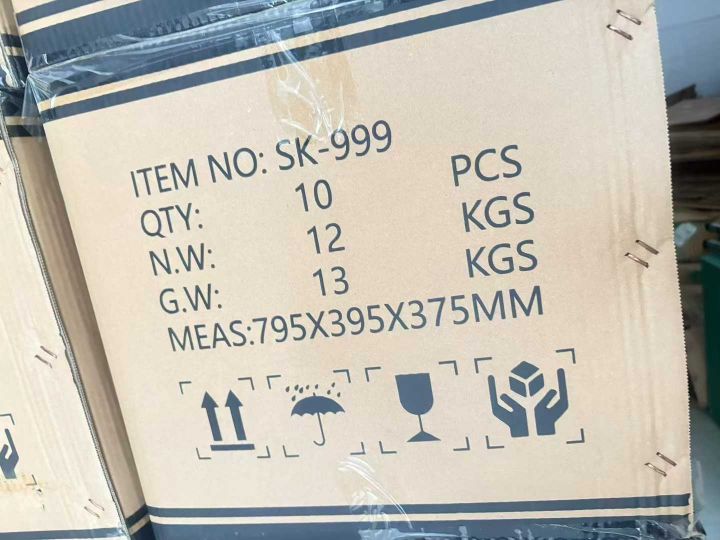 ITEM NO: SK-999
QTY: 10 PCS
N.W: 12 KGS
G.W: 13 KGS
MEAS:795X395X375MM